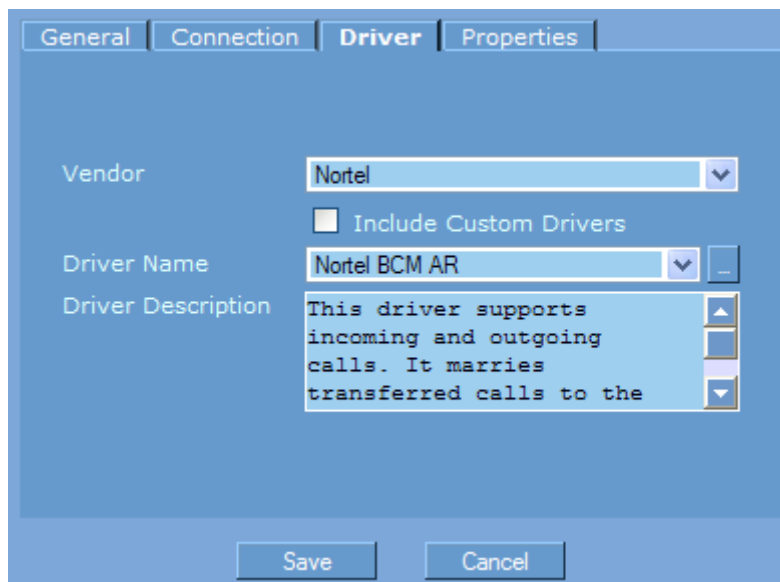 General Connection Driver Properties
Vendor Nortel
Include Custom Drivers
Driver Name Nortel BCM AR _
Driver Description This driver supports
incoming and outgoing
calls. It marries
transferred calls to the
Save Cancel